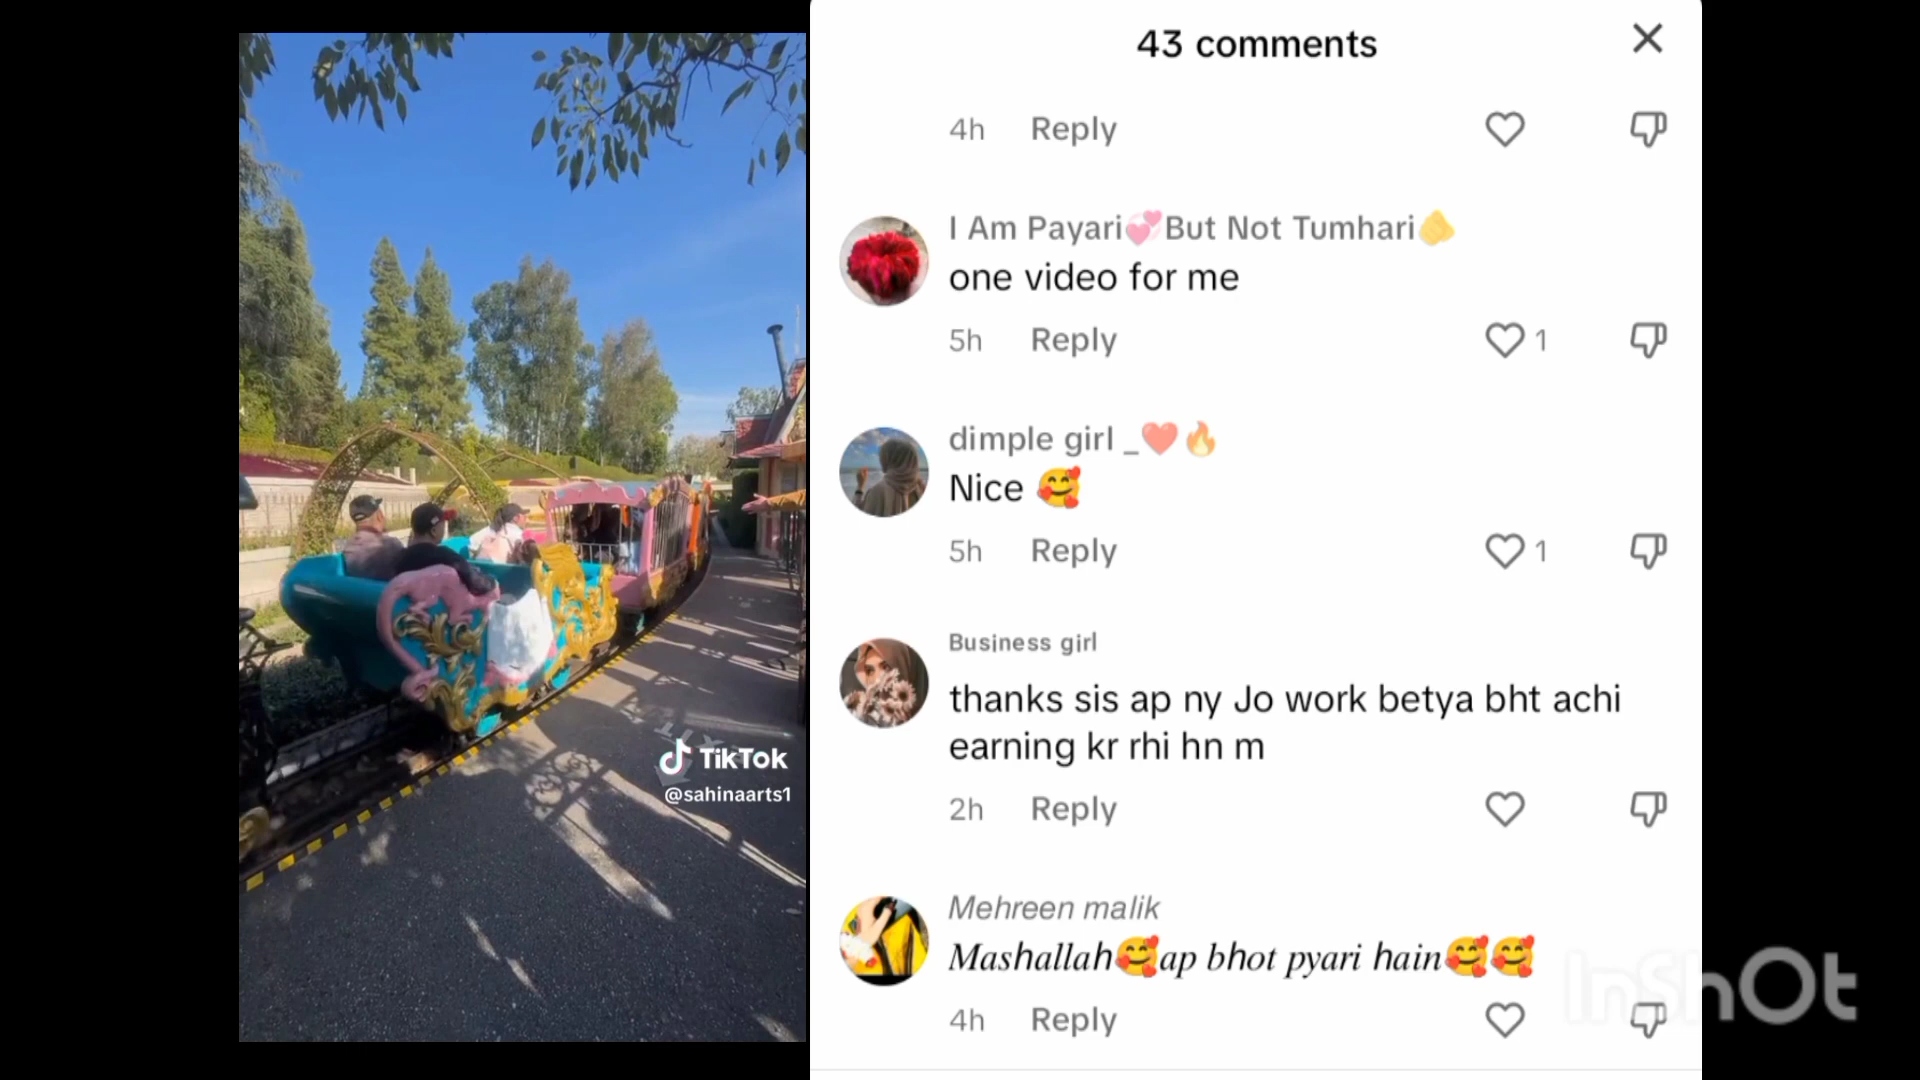 43 comments
4h Reply
I Am Payari💞But Not Tumhari🫵
one video for me
5h Reply 1
dimple girl _❤️🔥
Nice 🥰
5h Reply 1
Business girl
thanks sis ap ny Jo work betya bht achi
earning kr rhi hn m
2h Reply
Mehreen malik
Mashallah🥰ap bhot pyari hain🥰🥰
4h Reply
TikTok
@sahinaarts1
InShOt